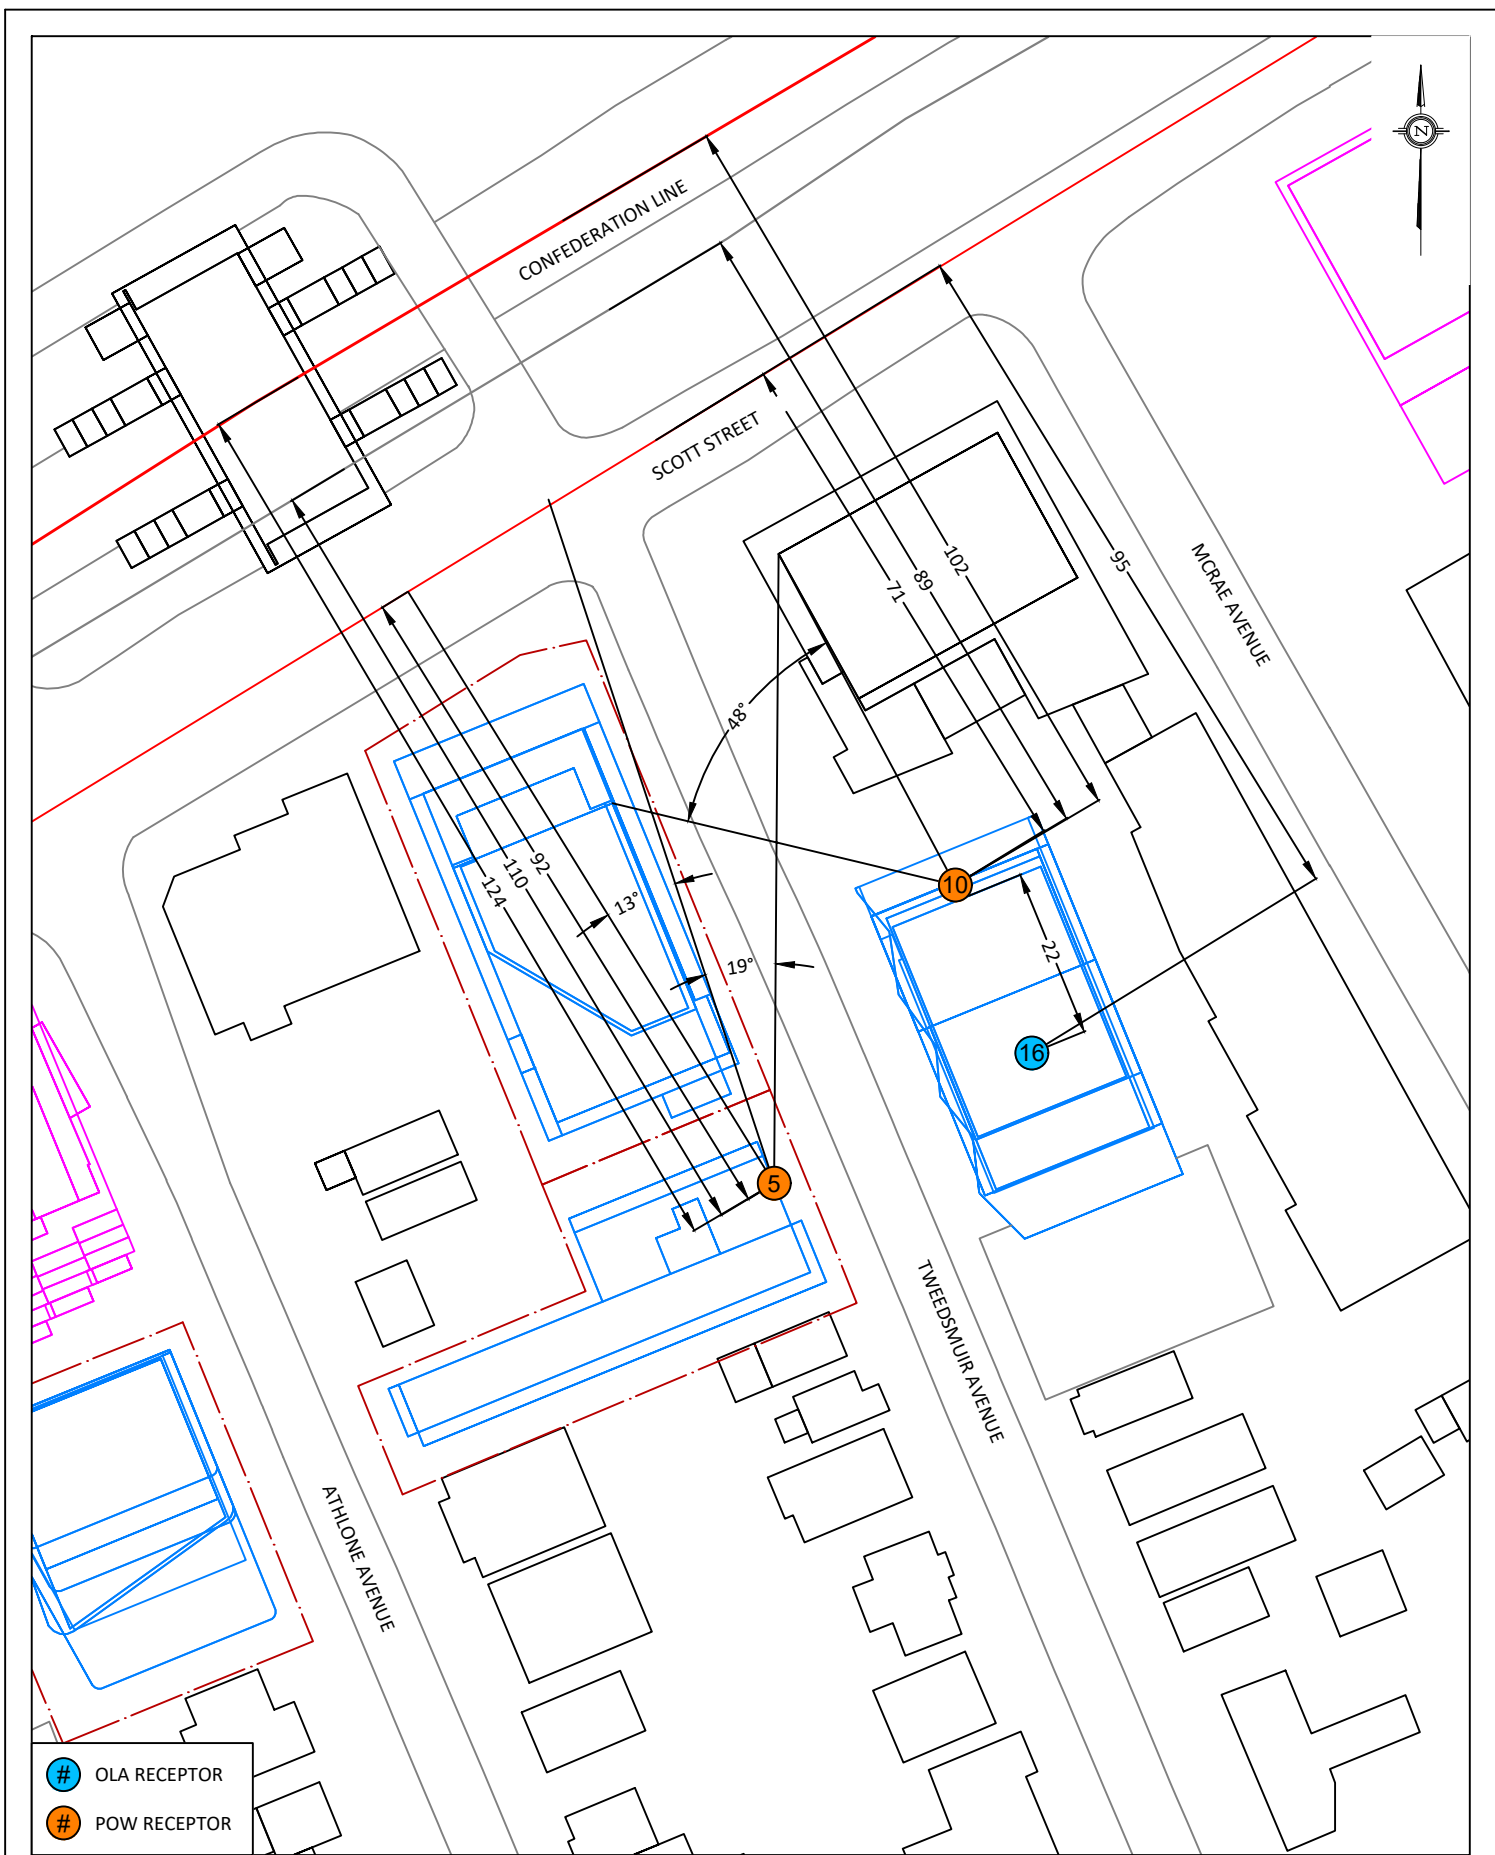 N
CONFEDERATION LINE
SCOTT STREET
MCRAE AVENUE
102
95
89
71
48°
92
110
124
13°
19°
10
22
16
5
TWEEDSMUIR AVENUE
ATHLONE AVENUE
# OLA RECEPTOR
# POW RECEPTOR